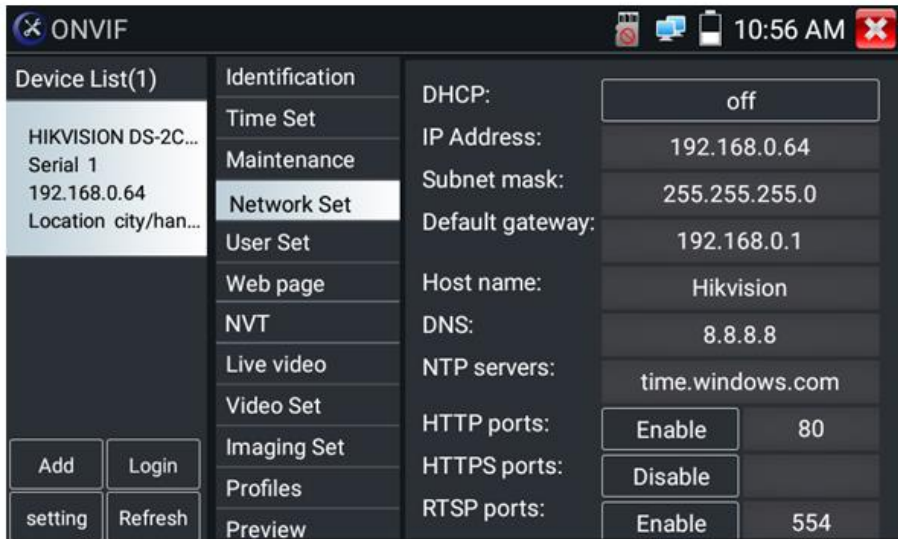 ONVIF
10:56 AM
Device List(1)
HIKVISION DS-2C...
Serial 1
192.168.0.64
Location city/han...
Add
Login
setting
Refresh
Identification
Time Set
Maintenance
Network Set
User Set
Web page
NVT
Live video
Video Set
Imaging Set
Profiles
Preview
DHCP: off
IP Address: 192.168.0.64
Subnet mask: 255.255.255.0
Default gateway: 192.168.0.1
Host name: Hikvision
DNS: 8.8.8.8
NTP servers: time.windows.com
HTTP ports: Enable 80
HTTPS ports: Disable
RTSP ports: Enable 554